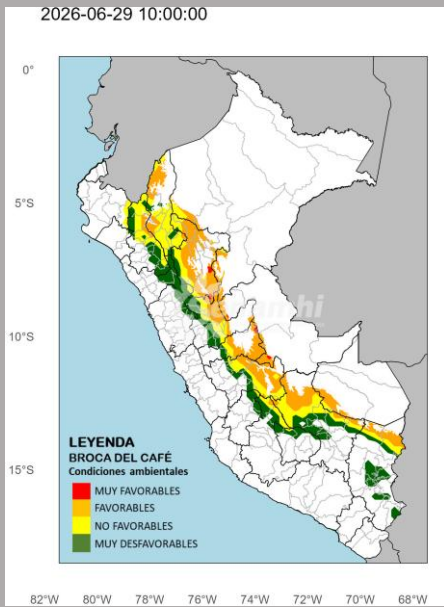 2026-06-29 10:00:00
0°
5°S
10°S
15°S
senamhi
LEYENDA
BROCA DEL CAFÉ
Condiciones ambientales
MUY FAVORABLES
FAVORABLES
NO FAVORABLES
MUY DESFAVORABLES
82°W 80°W 78°W 76°W 74°W 72°W 70°W 68°W